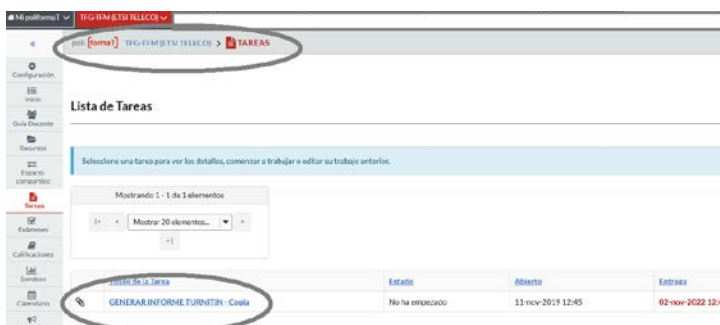 Mi poliformaT TFG-TFM (ETSI TELECO)
« poli [formaT] TFG-TFM (ETSI TELECO) > TAREAS
Configuración
Inicio
Guía Docente
Recursos
Espacio compartido
Tareas
Exámenes
Calificaciones
Sondeos
Calendario
Lista de Tareas
Seleccione una tarea para ver los detalles, comenzar a trabajar o editar su trabajo anterior.
Mostrando 1 - 1 de 1 elementos
|< < Mostrar 20 elementos... >
>|
Título de la Tarea Estado Abierto Entrega
GENERAR INFORME TURNITIN - Copia No ha empezado 11-nov-2019 12:45 02-nov-2022 12: